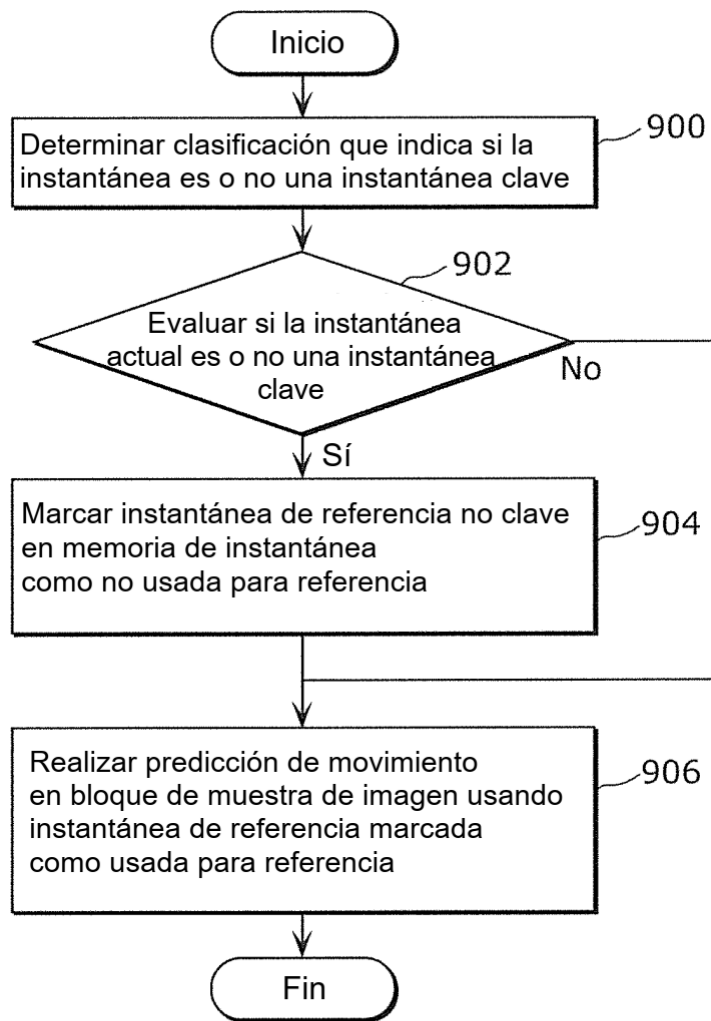 Inicio
900
Determinar clasificación que indica si la
instantánea es o no una instantánea clave
902
Evaluar si la instantánea
actual es o no una instantánea
clave
No
Sí
Marcar instantánea de referencia no clave
en memoria de instantánea
como no usada para referencia
904
Realizar predicción de movimiento
en bloque de muestra de imagen usando
instantánea de referencia marcada
como usada para referencia
906
Fin